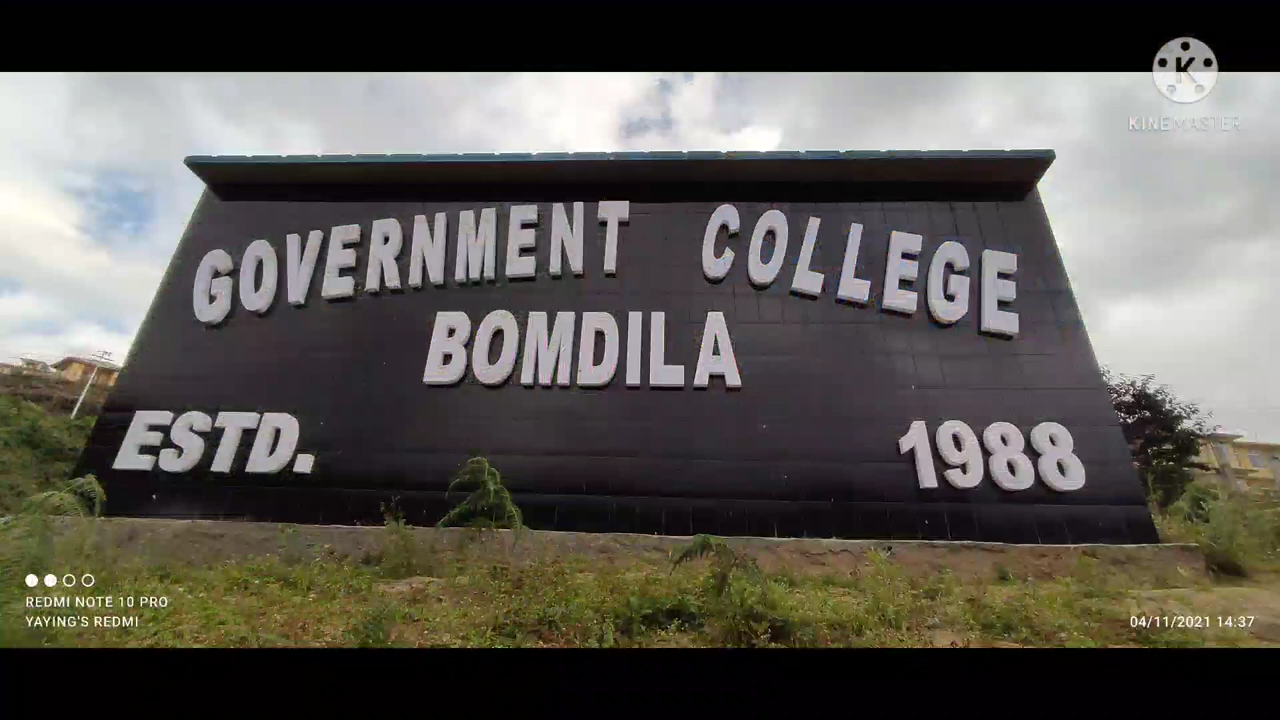 K
KINEMASTER
GOVERNMENT COLLEGE
BOMDILA
ESTD. 1988
REDMI NOTE 10 PRO
YAYING'S REDMI
04/11/2021 14:37